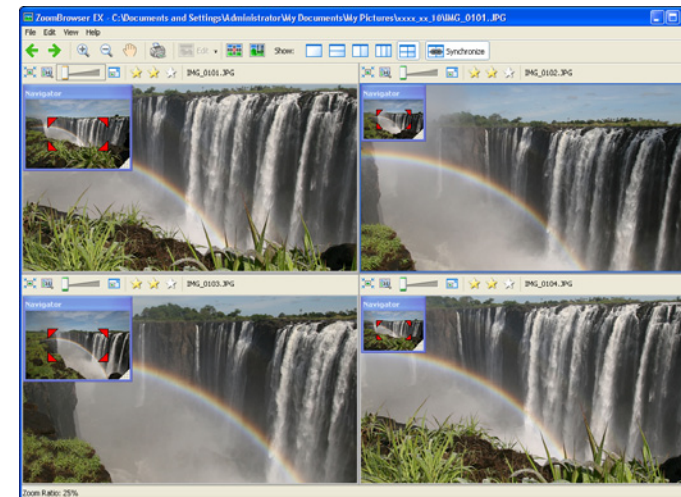 ZoomBrowser EX - C:\Documents and Settings\Administrator\My Documents\My Pictures\xxxx_xx_10\IMG_0101.JPG
File Edit View Help
Edit Show: Synchronize
IMG_0101.JPG
IMG_0102.JPG
Navigator
Navigator
IMG_0103.JPG
IMG_0104.JPG
Navigator
Navigator
Zoom Ratio: 25%